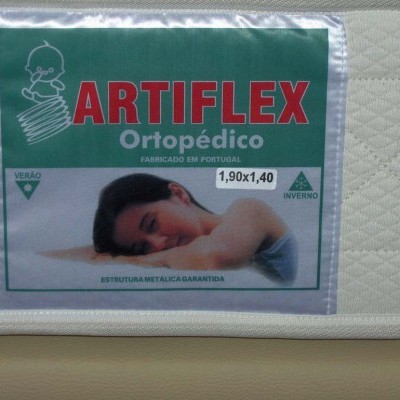 ARTIFLEX
Ortopédico
FABRICADO EM PORTUGAL
VERÃO
1,90x1,40
INVERNO
ESTRUTURA METÁLICA GARANTIDA